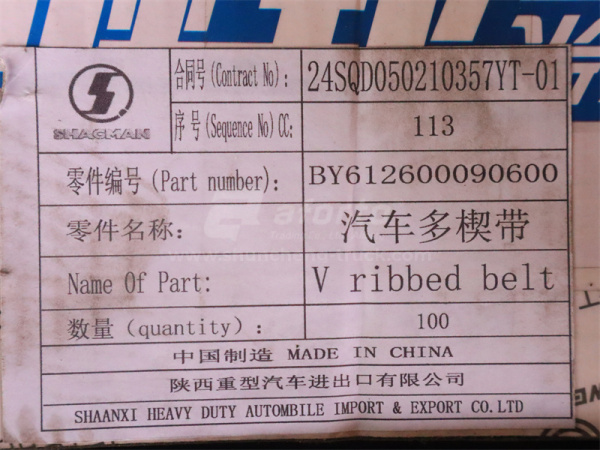 SHACMAN
合同号(Contract No): 24SQD050210357YT-01
序号(Sequence No)CC: 113
零件编号(Part number): BY612600090600
零件名称: 汽车多楔带
Name Of Part: V ribbed belt
数量(quantity): 100
中国制造 MADE IN CHINA
陕西重型汽车进出口有限公司
SHAANXI HEAVY DUTY AUTOMBILE IMPORT & EXPORT CO.LTD